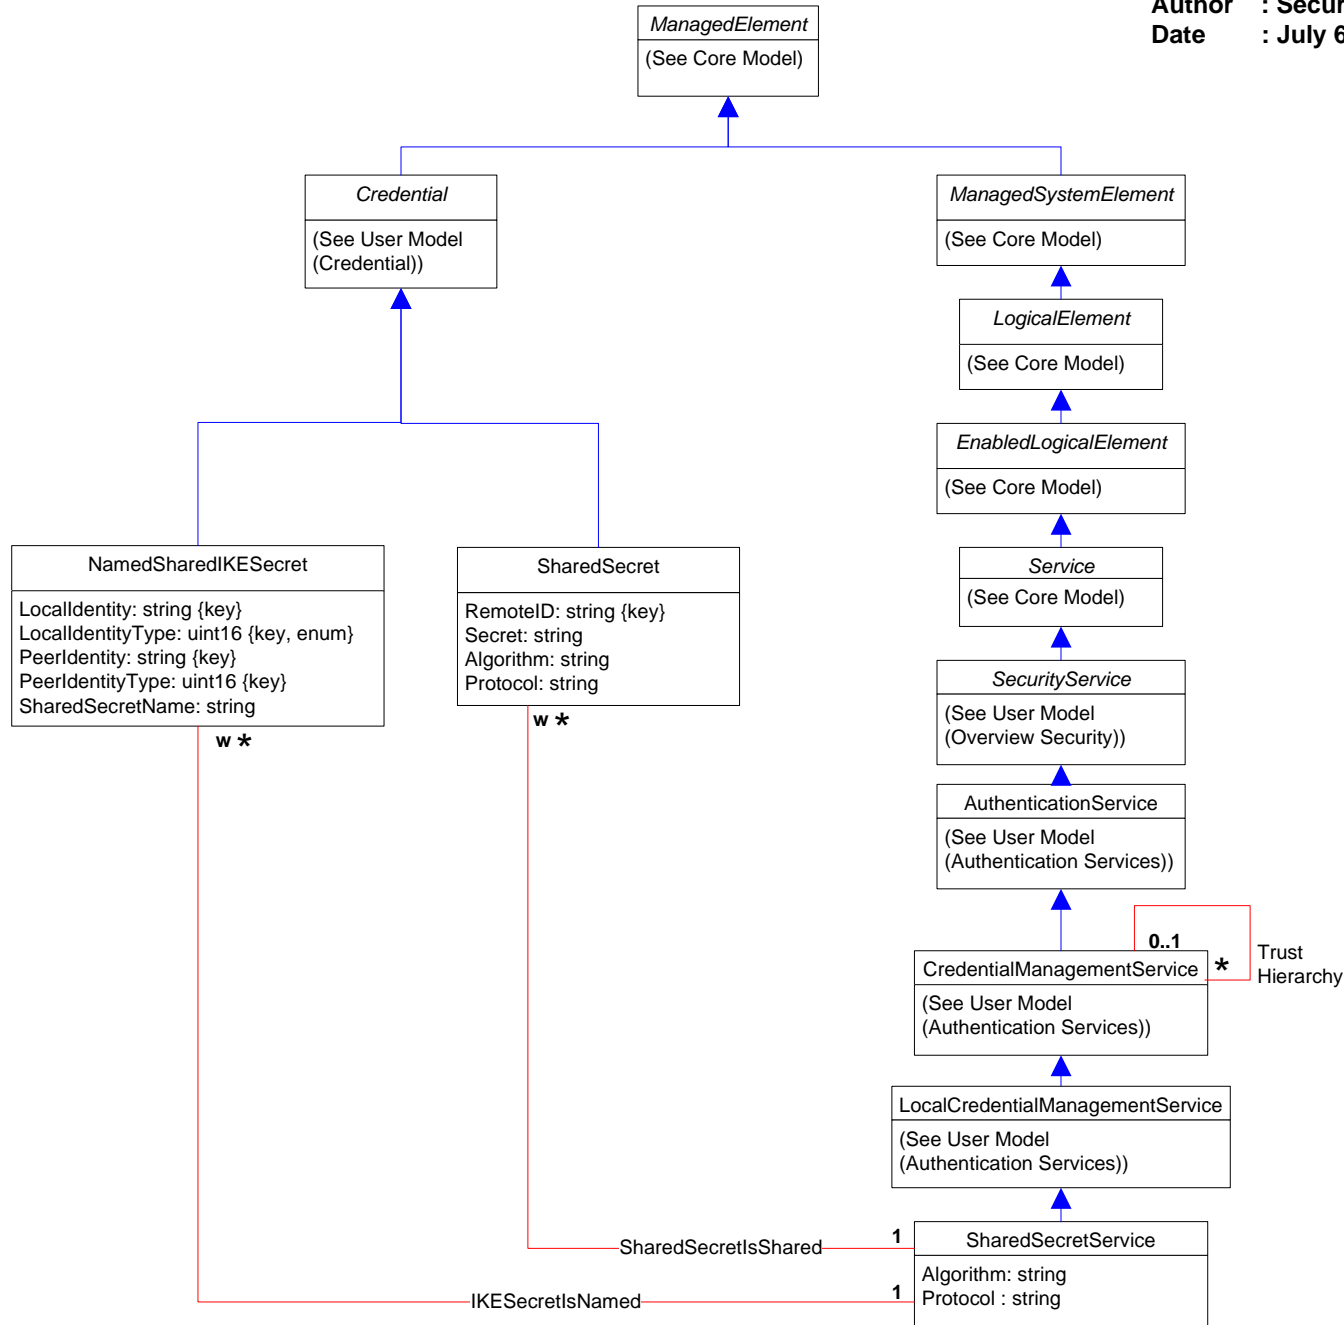 Author : Secur
Date : July 6
ManagedElement
(See Core Model)
Credential
(See User Model
(Credential))
ManagedSystemElement
(See Core Model)
LogicalElement
(See Core Model)
EnabledLogicalElement
(See Core Model)
NamedSharedIKESecret
LocalIdentity: string {key}
LocalIdentityType: uint16 {key, enum}
PeerIdentity: string {key}
PeerIdentityType: uint16 {key}
SharedSecretName: string
w *
SharedSecret
RemoteID: string {key}
Secret: string
Algorithm: string
Protocol: string
w *
Service
(See Core Model)
SecurityService
(See User Model
(Overview Security))
AuthenticationService
(See User Model
(Authentication Services))
0..1
*
Trust
Hierarchy
CredentialManagementService
(See User Model
(Authentication Services))
LocalCredentialManagementService
(See User Model
(Authentication Services))
SharedSecretIsShared
1
IKESecretIsNamed
1
SharedSecretService
Algorithm: string
Protocol : string